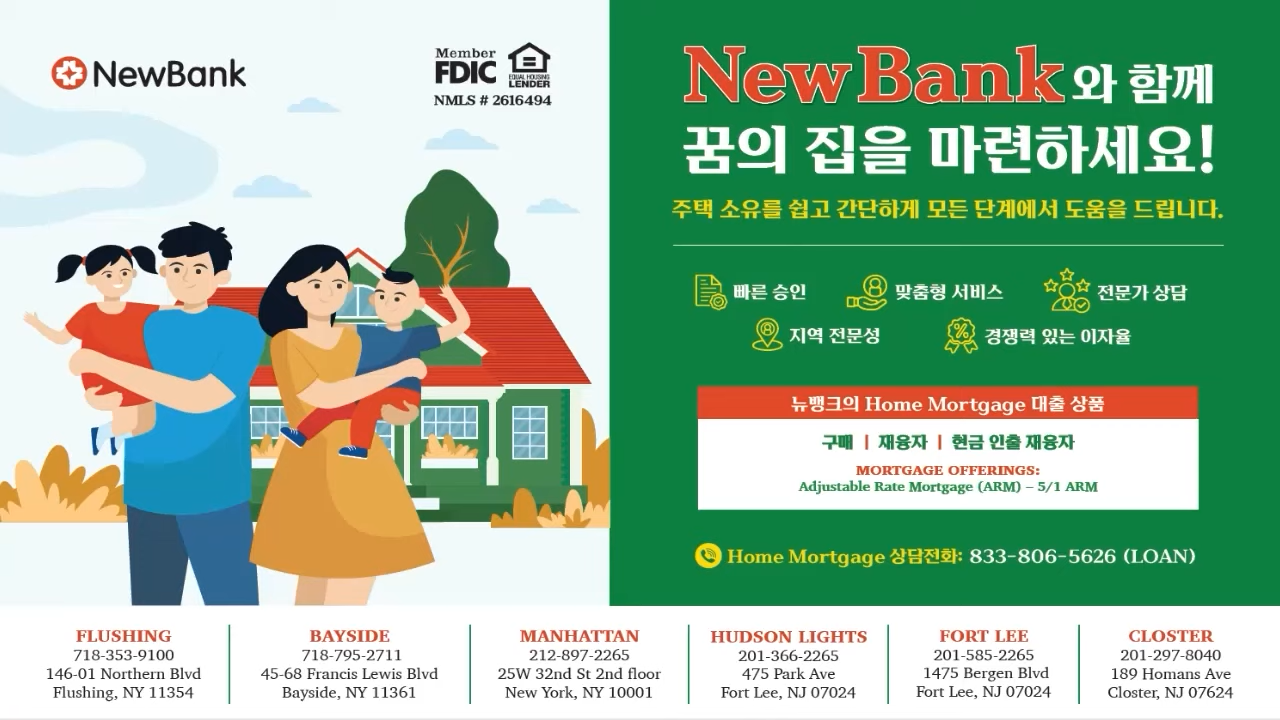 NewBank
Member
FDIC
EQUAL HOUSING
LENDER
NMLS # 2616494
NewBank와 함께
꿈의 집을 마련하세요!
주택 소유를 쉽고 간단하게 모든 단계에서 도움을 드립니다.
빠른 승인 맞춤형 서비스 전문가 상담
지역 전문성 경쟁력 있는 이자율
뉴뱅크의 Home Mortgage 대출 상품
구매 | 재융자 | 현금 인출 재융자
MORTGAGE OFFERINGS:
Adjustable Rate Mortgage (ARM) – 5/1 ARM
Home Mortgage 상담전화: 833-806-5626 (LOAN)
FLUSHING
718-353-9100
146-01 Northern Blvd
Flushing, NY 11354
BAYSIDE
718-795-2711
45-68 Francis Lewis Blvd
Bayside, NY 11361
MANHATTAN
212-897-2265
25W 32nd St 2nd floor
New York, NY 10001
HUDSON LIGHTS
201-366-2265
475 Park Ave
Fort Lee, NJ 07024
FORT LEE
201-585-2265
1475 Bergen Blvd
Fort Lee, NJ 07024
CLOSTER
201-297-8040
189 Homans Ave
Closter, NJ 07624